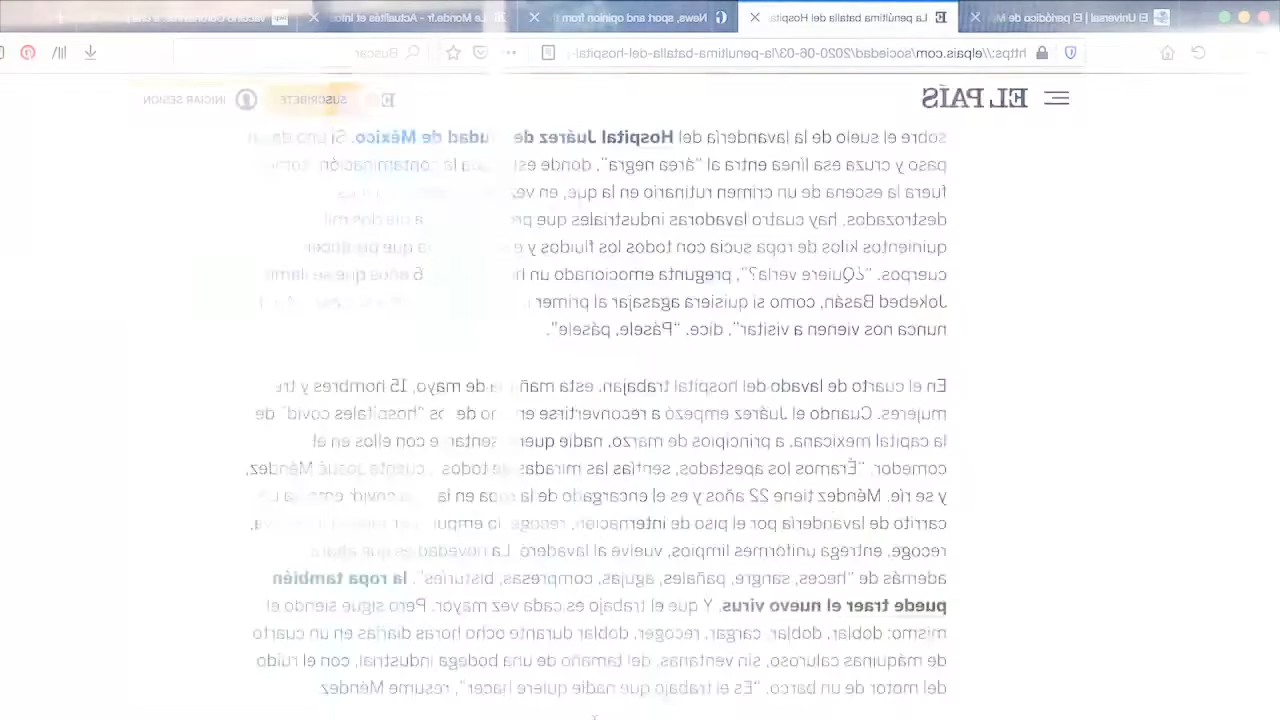 El Universal | El periódico de M
La penúltima batalla del Hospita
News, sport and opinion from t
Le Monde.fr - Actualités et Infos
https://elpais.com/sociedad/2020-06-03/la-penultima-batalla-del-hospital-
Buscar
EL PAÍS
SUSCRÍBETE
INICIAR SESIÓN
sobre el suelo de la lavandería del Hospital Juárez de Ciudad de México. Si uno da un
paso y cruza esa línea entra al "área negra", donde la contaminación, como
fuera la escena de un crimen rutinario en la que, en vez
destrozados, hay cuatro lavadoras industriales que a día dos mil
quinientos kilos de ropa sucia con todos los fluidos y que
cuerpos. "¿Quiere verla?", pregunta emocionado un años que se llama
Jokebed Basán, como si quisiera agasajar al primer
nunca nos vienen a visitar", dice. "Pásele, pásele".
En el cuarto de lavado del hospital trabajan, esta mañana de mayo, 15 hombres y
mujeres. Cuando el Juárez empezó a reconvertirse en uno de los "hospitales covid" de
la capital mexicana, a principios de marzo, nadie quería sentarse con ellos en el
comedor. "Éramos los apestados, sentías las miradas de todos", cuenta Josué Méndez,
y se ríe. Méndez tiene 22 años y es el encargado de la ropa en la covid:
carrito de lavandería por el piso de internación, recoge
recoge, entrega uniformes limpios, vuelve al lavadero. La novedad es que ahora,
además de "heces, sangre, pañales, agujas, compresas, bisturíes", la ropa también
puede traer el nuevo virus. Y que el trabajo es cada vez mayor. Pero sigue siendo el
mismo: doblar, doblar, cargar, recoger, doblar durante ocho horas diarias en un cuarto
de máquinas caluroso, sin ventanas, del tamaño de una bodega industrial, con el ruido
del motor de un barco. "Es el trabajo que nadie quiere hacer", resume Méndez